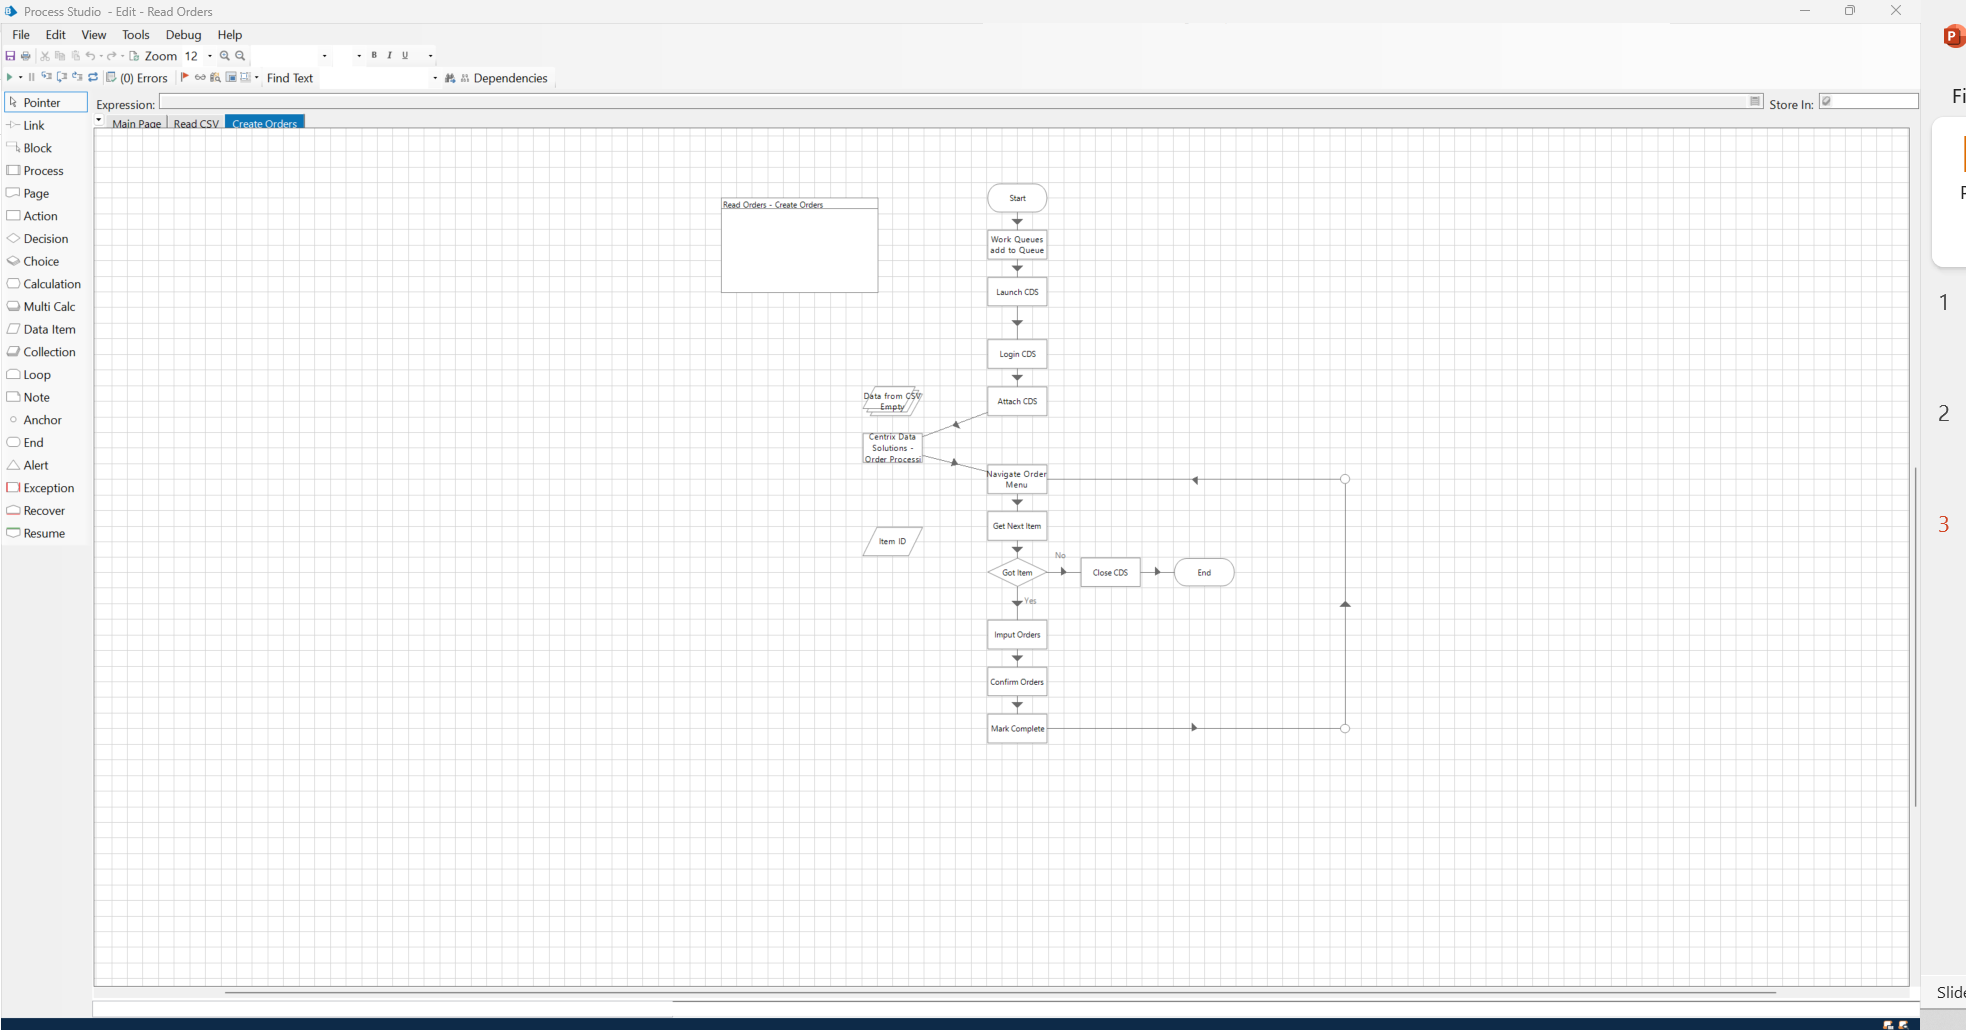 Process Studio - Edit - Read Orders
File Edit View Tools Debug Help
Zoom 12
B I U
(0) Errors
Find Text
Dependencies
Pointer
Expression:
Store In:
Main Page
Read CSV
Create Orders
Link
Block
Process
Page
Action
Decision
Choice
Calculation
Multi Calc
Data Item
Collection
Loop
Note
Anchor
End
Alert
Exception
Recover
Resume
Read Orders - Create Orders
Start
Work Queues
add to Queue
Launch CDS
Login CDS
Data from CSV
Empty
Attach CDS
Centrix Data
Solutions -
Order Processi
Navigate Order
Menu
Get Next Item
Item ID
Got Item
No
Close CDS
End
Yes
Imput Orders
Confirm Orders
Mark Complete
P
Fi
P
1
2
3
Slide